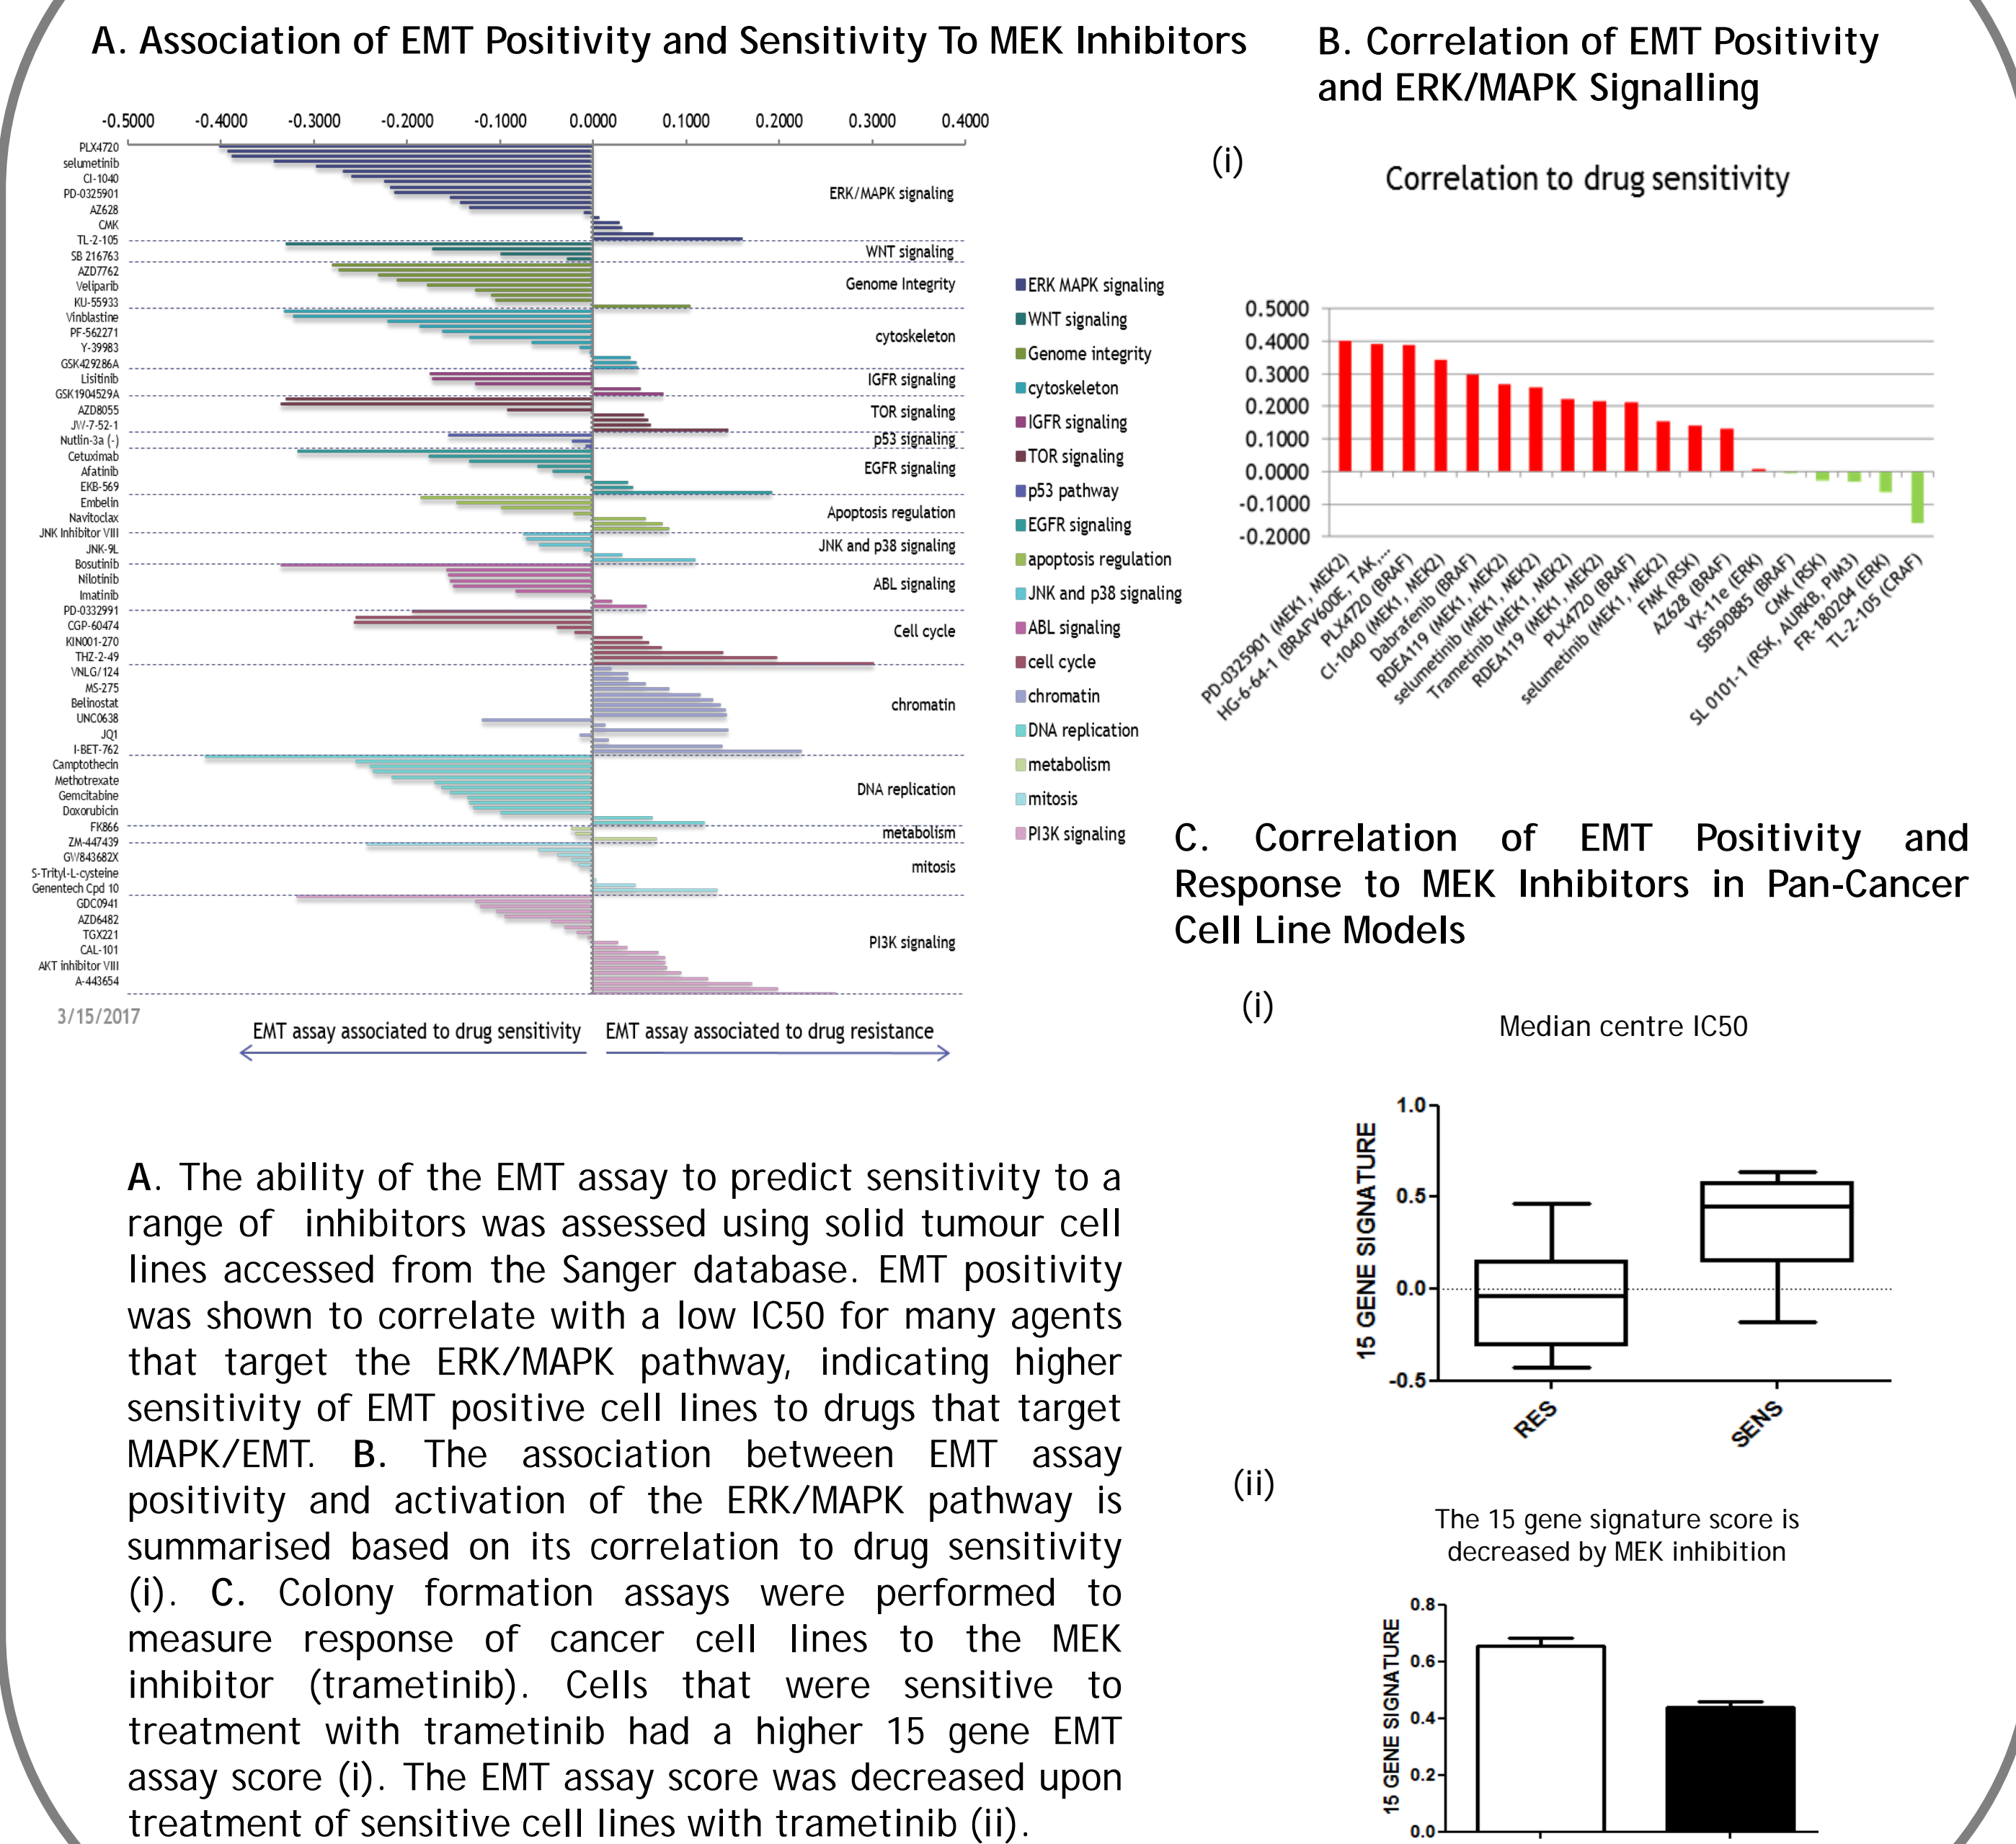 A. Association of EMT Positivity and Sensitivity To MEK Inhibitors
-0.5000 -0.4000 -0.3000 -0.2000 -0.1000 0.0000 0.1000 0.2000 0.3000 0.4000
PLX4720
selumetinib
CI-1040
PD-0325901
AZ628
CMK
TL-2-105
SB 216763
AZD7762
Veliparib
KU-55933
Vinblastine
PF-562271
Y-39983
GSK429286A
Lisitinib
GSK1904529A
AZD8055
JW-7-52-1
Nutlin-3a (-)
Cetuximab
Afatinib
EKB-569
Embelin
Navitoclax
JNK Inhibitor VIII
JNK-9L
Bosutinib
Nilotinib
Imatinib
PD-0332991
CGP-60474
KIN001-270
THZ-2-49
VNLG/124
MS-275
Belinostat
UNC0638
JQ1
I-BET-762
Camptothecin
Methotrexate
Gemcitabine
Doxorubicin
FK866
ZM-447439
GW843682X
S-Trityl-L-cysteine
Genentech Cpd 10
GDC0941
AZD6482
TGX221
CAL-101
AKT inhibitor VIII
A-443654
ERK/MAPK signaling
WNT signaling
Genome Integrity
cytoskeleton
IGFR signaling
TOR signaling
p53 signaling
EGFR signaling
Apoptosis regulation
JNK and p38 signaling
ABL signaling
Cell cycle
chromatin
DNA replication
metabolism
mitosis
PI3K signaling
ERK MAPK signaling
WNT signaling
Genome integrity
cytoskeleton
IGFR signaling
TOR signaling
p53 pathway
EGFR signaling
apoptosis regulation
JNK and p38 signaling
ABL signaling
cell cycle
chromatin
DNA replication
metabolism
mitosis
PI3K signaling
3/15/2017
EMT assay associated to drug sensitivity
EMT assay associated to drug resistance
A. The ability of the EMT assay to predict sensitivity to a
range of inhibitors was assessed using solid tumour cell
lines accessed from the Sanger database. EMT positivity
was shown to correlate with a low IC50 for many agents
that target the ERK/MAPK pathway, indicating higher
sensitivity of EMT positive cell lines to drugs that target
MAPK/EMT. B. The association between EMT assay
positivity and activation of the ERK/MAPK pathway is
summarised based on its correlation to drug sensitivity
(i). C. Colony formation assays were performed to
measure response of cancer cell lines to the MEK
inhibitor (trametinib). Cells that were sensitive to
treatment with trametinib had a higher 15 gene EMT
assay score (i). The EMT assay score was decreased upon
treatment of sensitive cell lines with trametinib (ii).
B. Correlation of EMT Positivity
and ERK/MAPK Signalling
(i)
Correlation to drug sensitivity
0.5000
0.4000
0.3000
0.2000
0.1000
0.0000
-0.1000
-0.2000
PD-0325901 (MEK1, MEK2)
HG-6-64-1 (BRAFV600E, TAK,...
PLX4720 (BRAF)
CI-1040 (MEK1, MEK2)
Dabrafenib (BRAF)
RDEA119 (MEK1, MEK2)
selumetinib (MEK1, MEK2)
Trametinib (MEK1, MEK2)
RDEA119 (MEK1, MEK2)
PLX4720 (BRAF)
selumetinib (MEK1, MEK2)
FMK (RSK)
AZ628 (BRAF)
VX-11e (ERK)
SB590885 (BRAF)
CMK (RSK)
SL 0101-1 (RSK, AURKB, PIM3)
FR-180204 (ERK)
TL-2-105 (CRAF)
C. Correlation of EMT Positivity and
Response to MEK Inhibitors in Pan-Cancer
Cell Line Models
(i)
Median centre IC50
15 GENE SIGNATURE
1.0
0.5
0.0
-0.5
RES
SENS
(ii)
The 15 gene signature score is
decreased by MEK inhibition
15 GENE SIGNATURE
0.8
0.6
0.4
0.2
0.0